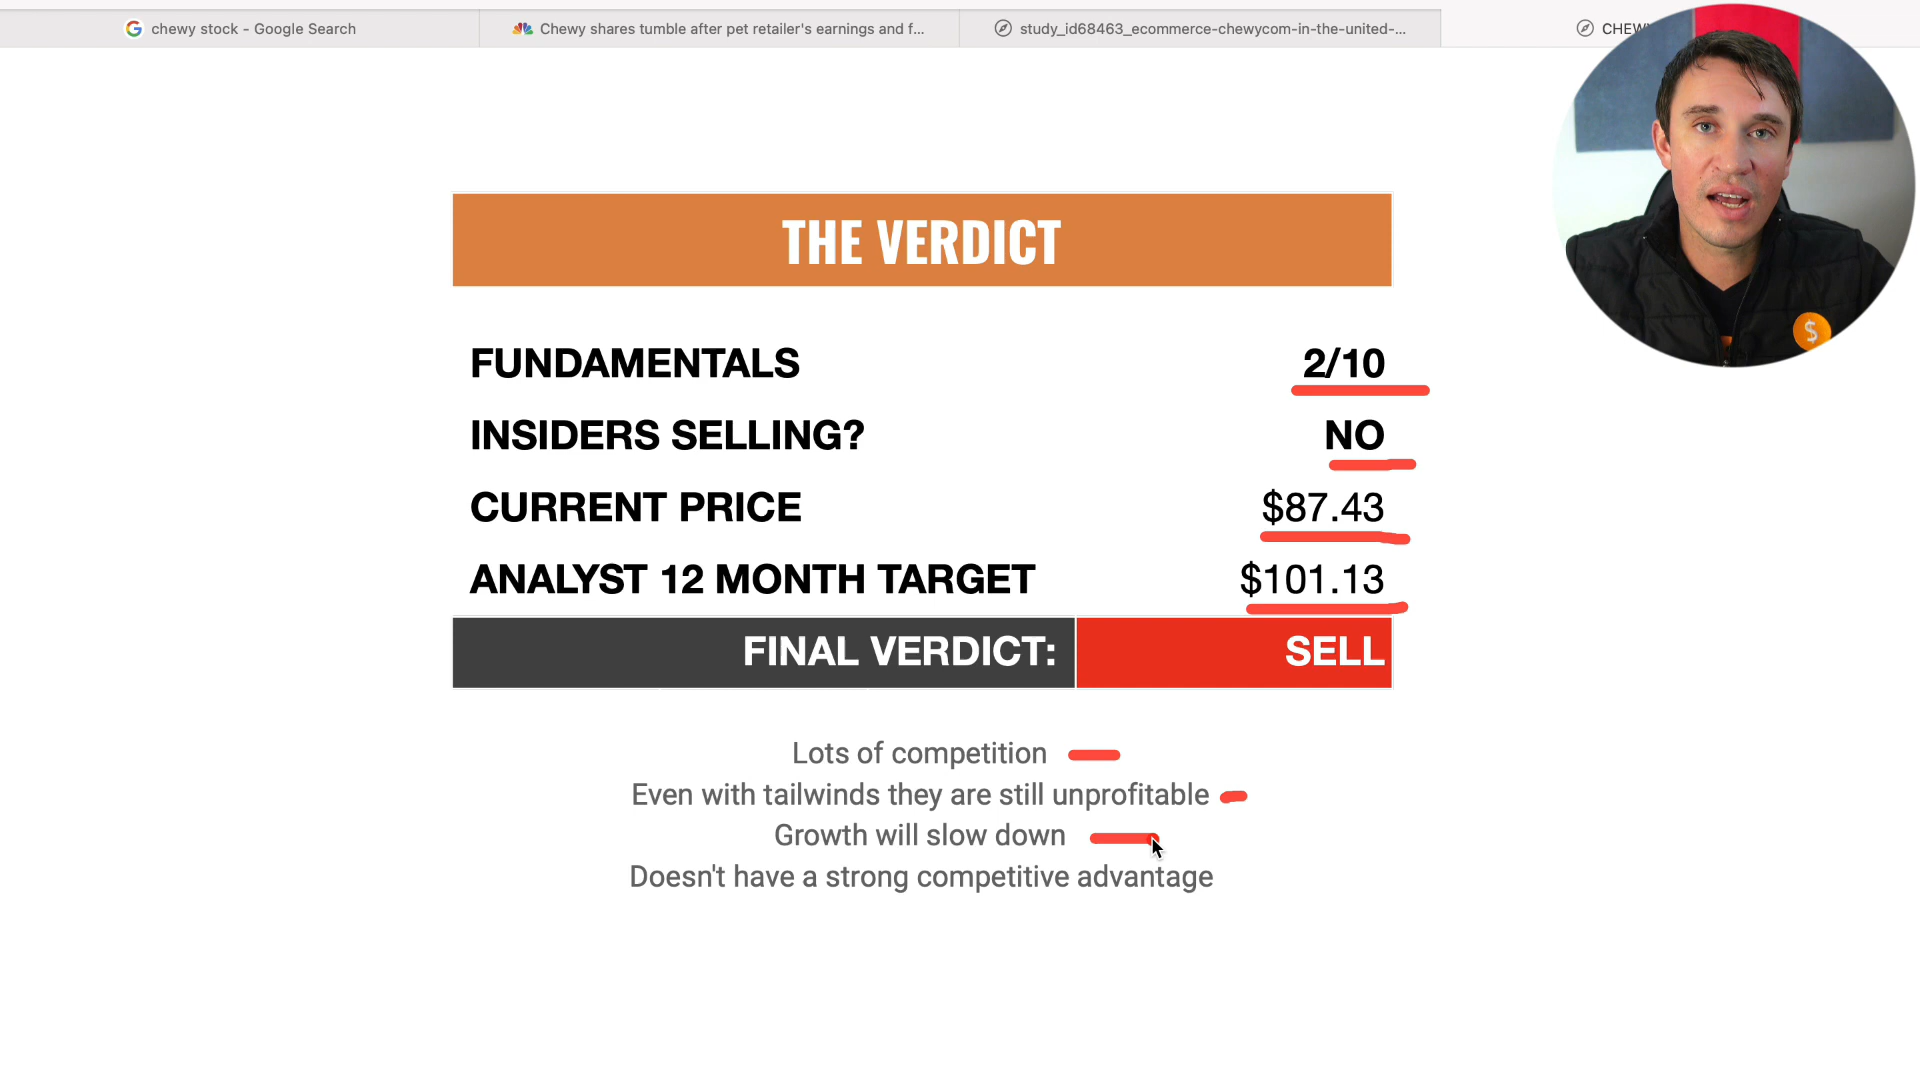 chewy stock - Google Search
Chewy shares tumble after pet retailer's earnings and f...
study_id68463_ecommerce-chewycom-in-the-united-...
THE VERDICT
FUNDAMENTALS 2/10
INSIDERS SELLING? NO
CURRENT PRICE $87.43
ANALYST 12 MONTH TARGET $101.13
FINAL VERDICT: SELL
Lots of competition
Even with tailwinds they are still unprofitable
Growth will slow down
Doesn't have a strong competitive advantage
$